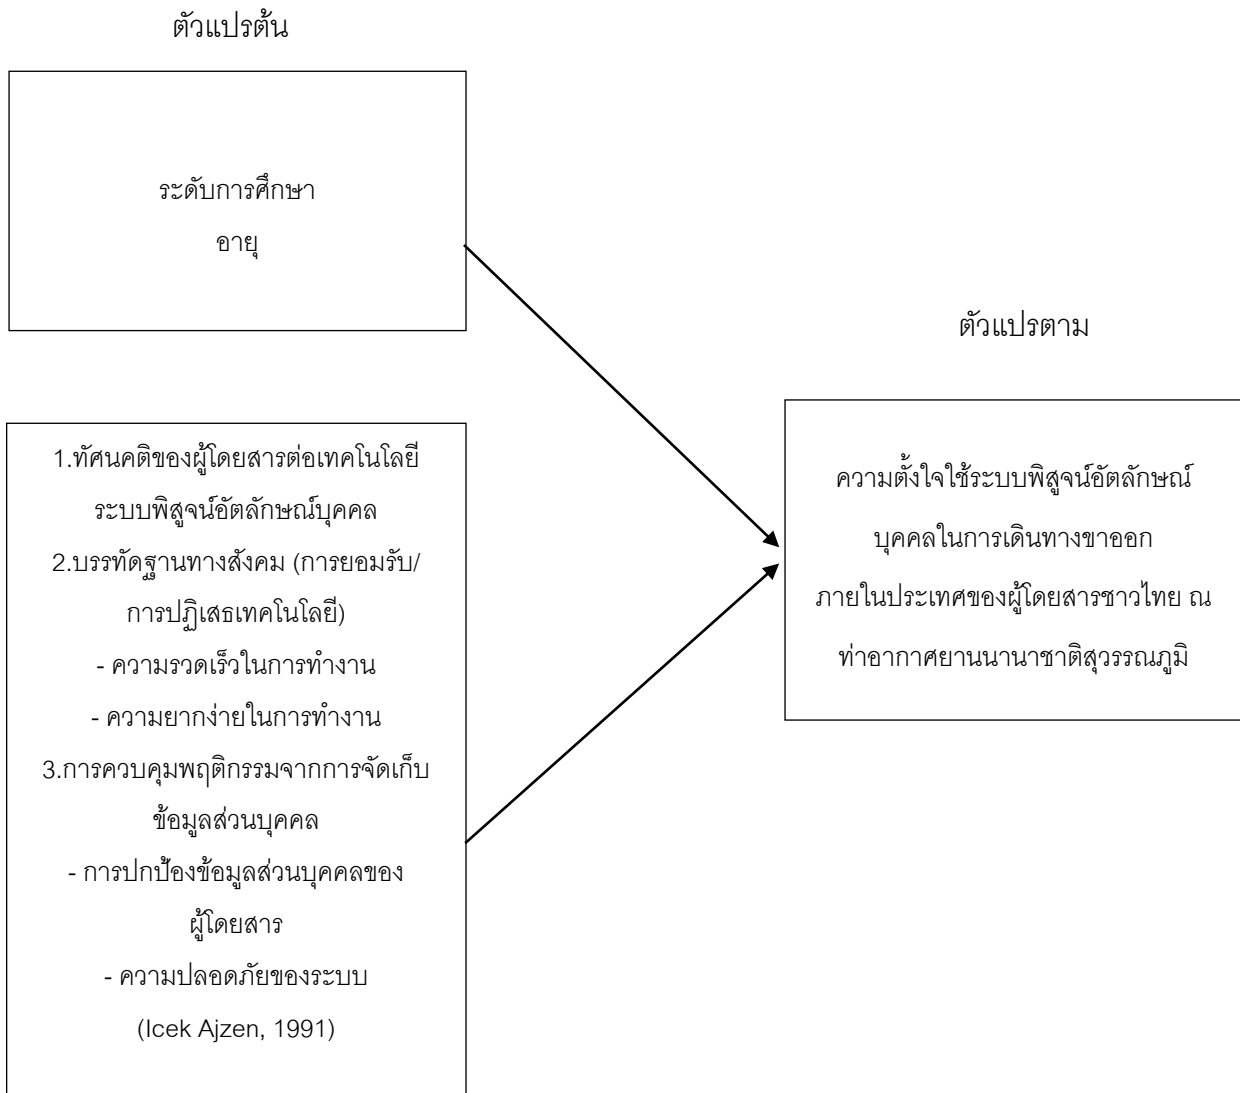 ตัวแปรต้น
ระดับการศึกษา
อายุ
1.ทัศนคติของผู้โดยสารต่อเทคโนโลยี
ระบบพิสูจน์อัตลักษณ์บุคคล
2.บรรทัดฐานทางสังคม (การยอมรับ/
การปฏิเสธเทคโนโลยี)
- ความรวดเร็วในการทำงาน
- ความยากง่ายในการทำงาน
3.การควบคุมพฤติกรรมจากการจัดเก็บ
ข้อมูลส่วนบุคคล
- การปกป้องข้อมูลส่วนบุคคลของ
ผู้โดยสาร
- ความปลอดภัยของระบบ
(Icek Ajzen, 1991)
ตัวแปรตาม
ความตั้งใจใช้ระบบพิสูจน์อัตลักษณ์
บุคคลในการเดินทางขาออก
ภายในประเทศของผู้โดยสารชาวไทย ณ
ท่าอากาศยานนานาชาติสุวรรณภูมิ